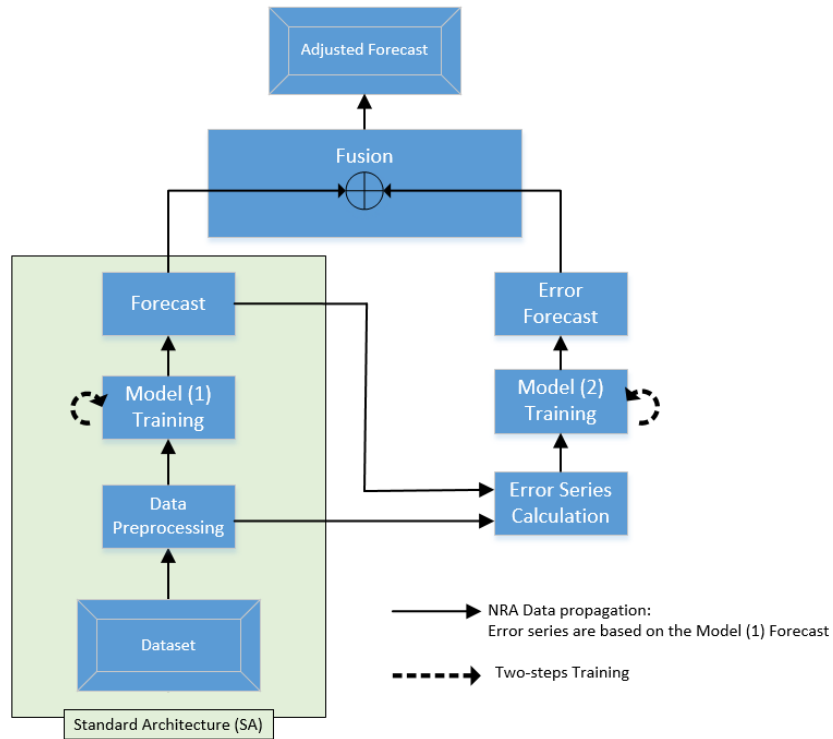 Adjusted Forecast
Fusion
Forecast
Error
Forecast
Model (1)
Training
Model (2)
Training
Data
Preprocessing
Error Series
Calculation
Dataset
NRA Data propagation:
Error series are based on the Model (1) Forecast
Two-steps Training
Standard Architecture (SA)